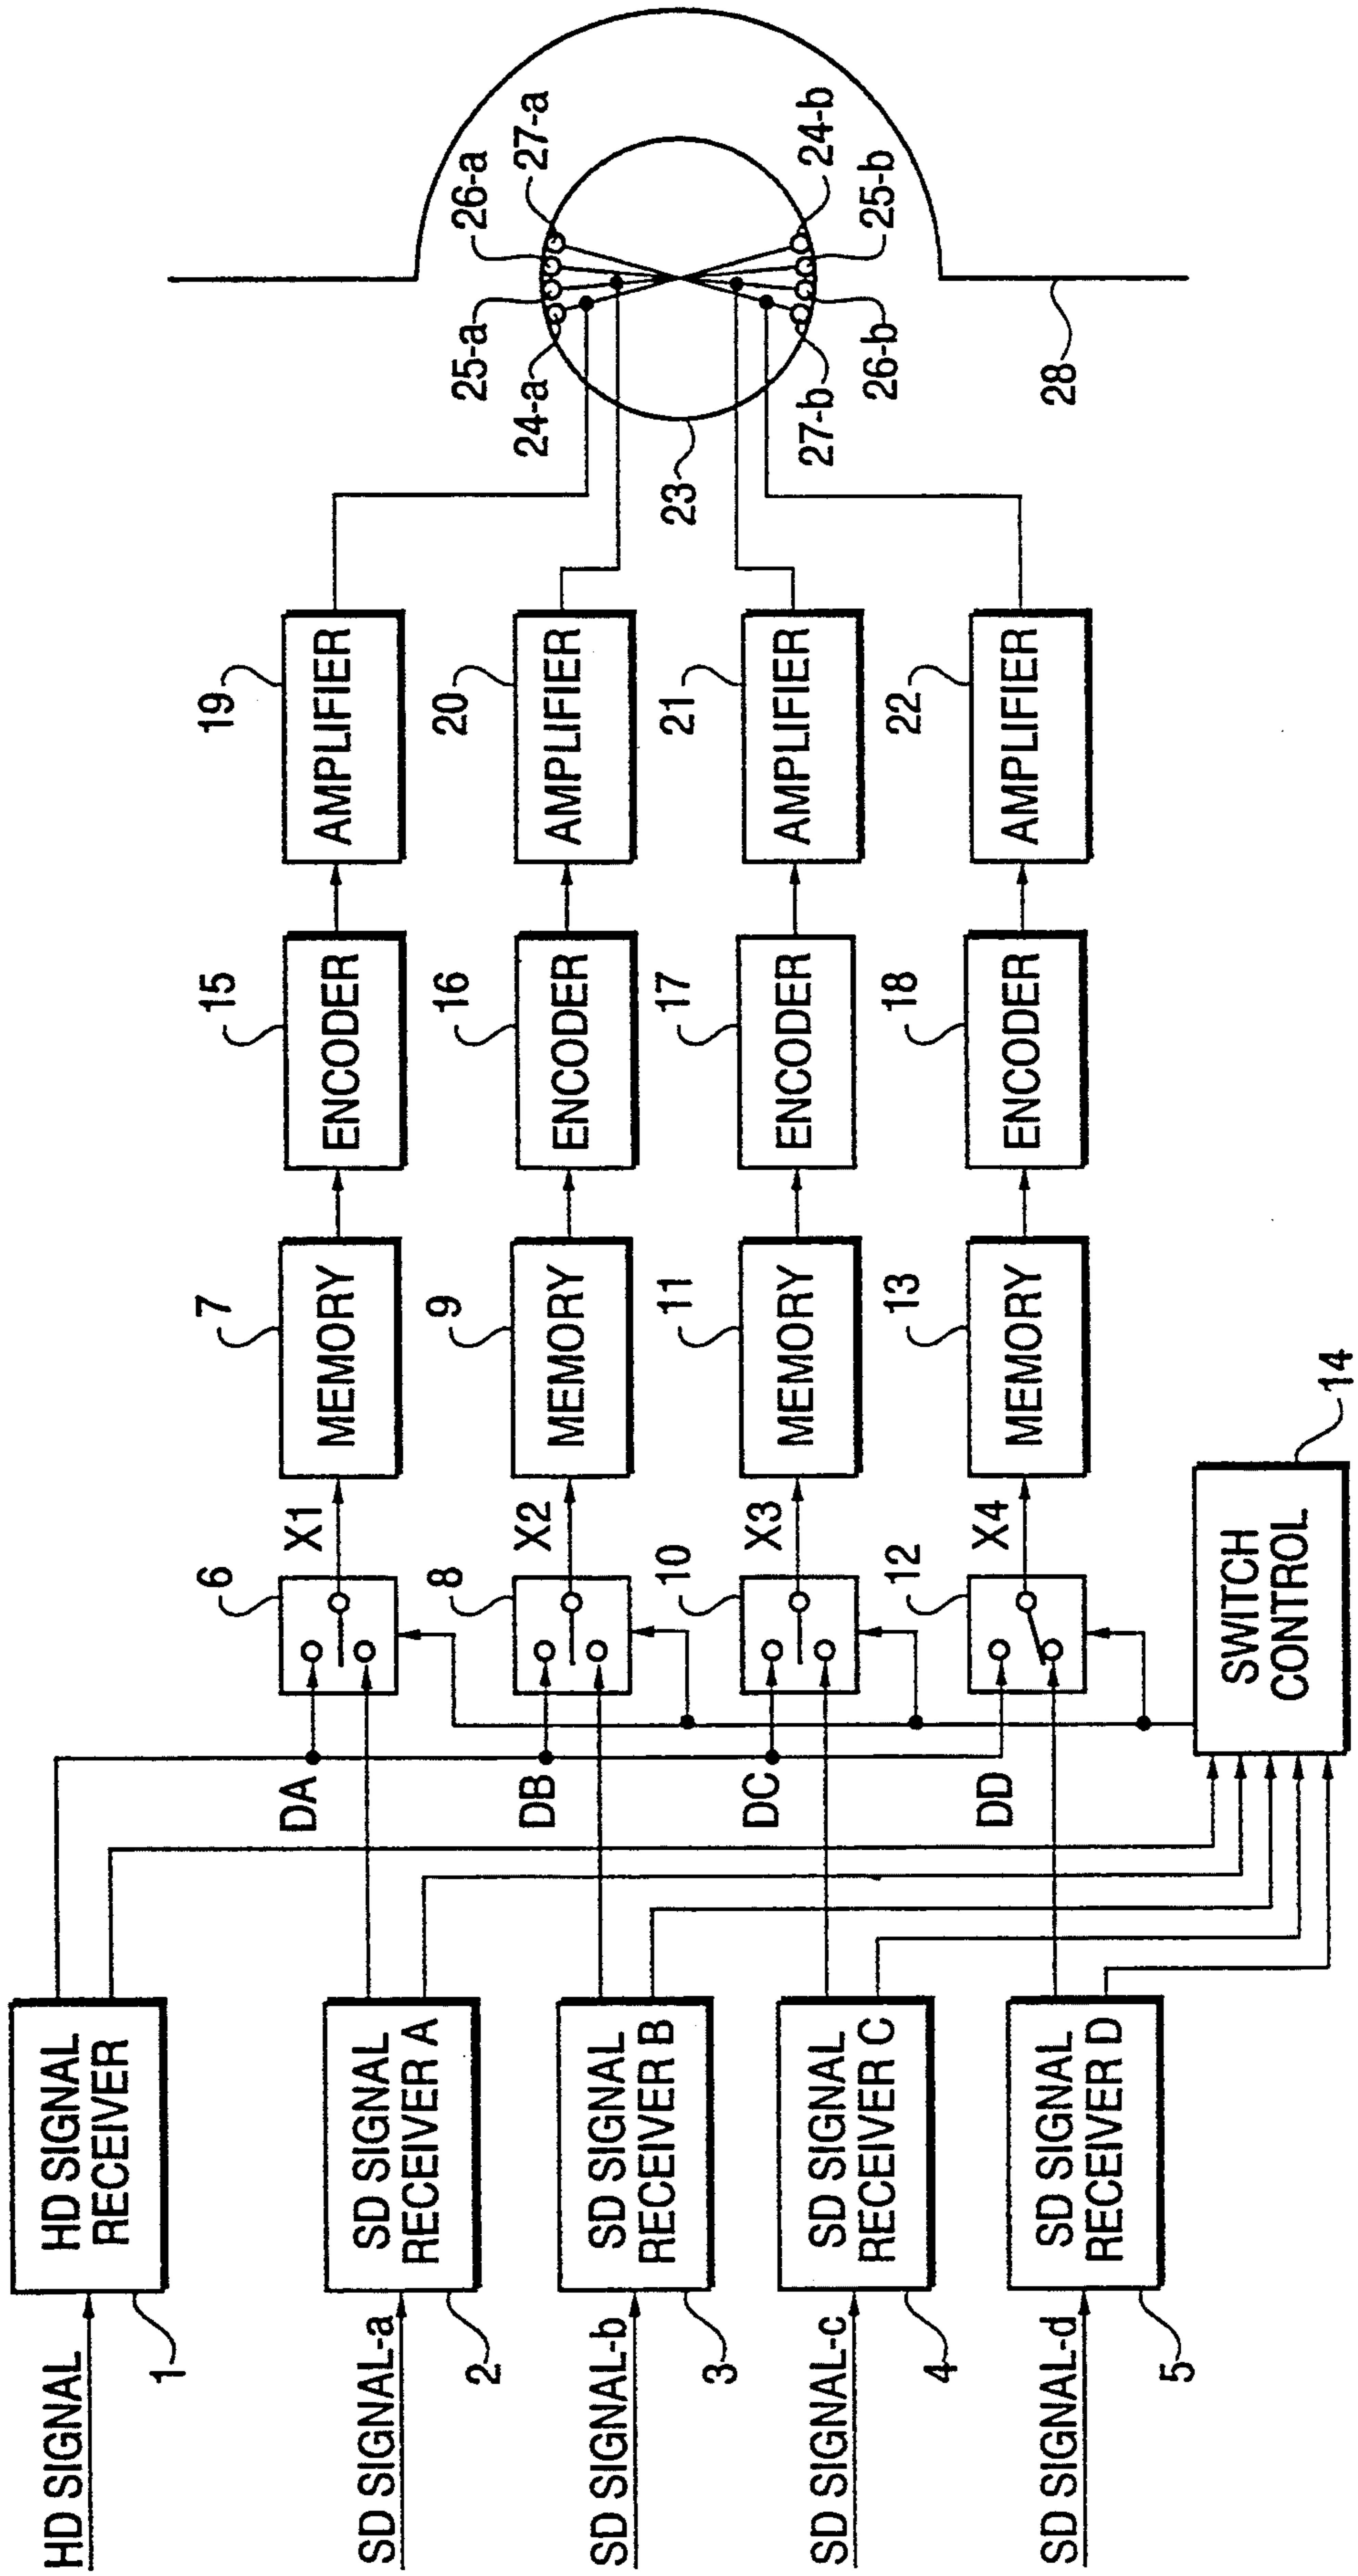 HD SIGNAL
1
HD SIGNAL
RECEIVER
SD SIGNAL-a
2
SD SIGNAL
RECEIVER A
SD SIGNAL-b
3
SD SIGNAL
RECEIVER B
SD SIGNAL-c
4
SD SIGNAL
RECEIVER C
SD SIGNAL-d
5
SD SIGNAL
RECEIVER D
DA
DB
DC
DD
6
8
10
12
X1
X2
X3
X4
SWITCH
CONTROL
14
7
MEMORY
9
MEMORY
11
MEMORY
13
MEMORY
15
ENCODER
16
ENCODER
17
ENCODER
18
ENCODER
19
AMPLIFIER
20
AMPLIFIER
21
AMPLIFIER
22
AMPLIFIER
23
24-a
25-a
26-a
27-a
24-b
25-b
26-b
27-b
28